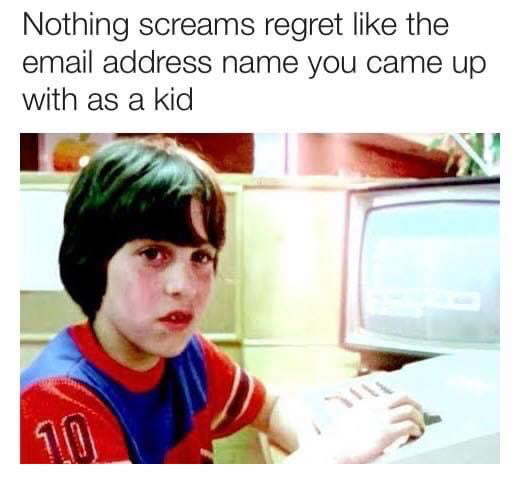 Nothing screams regret like the
email address name you came up
with as a kid
10